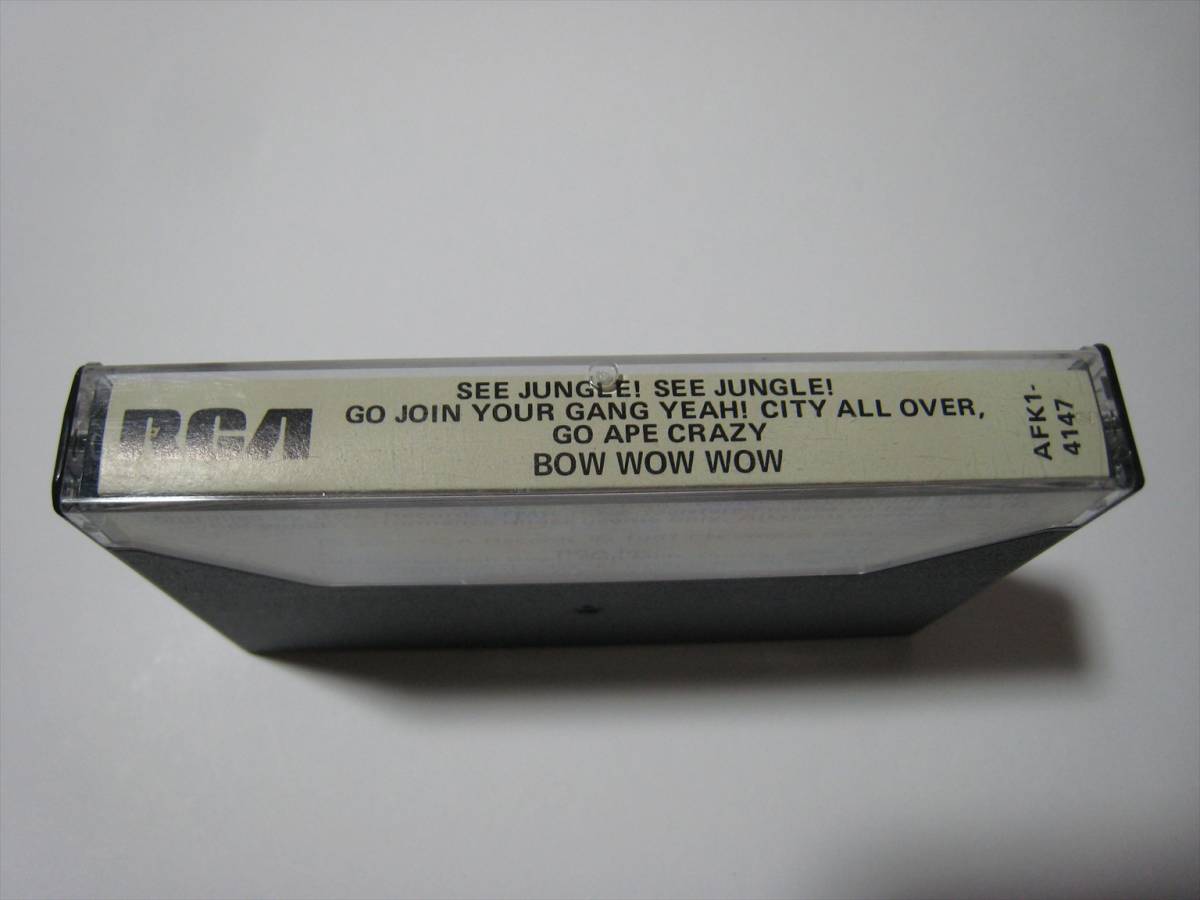 RCA
SEE JUNGLE! SEE JUNGLE!
GO JOIN YOUR GANG YEAH! CITY ALL OVER,
GO APE CRAZY
BOW WOW WOW
AFK1-
4147